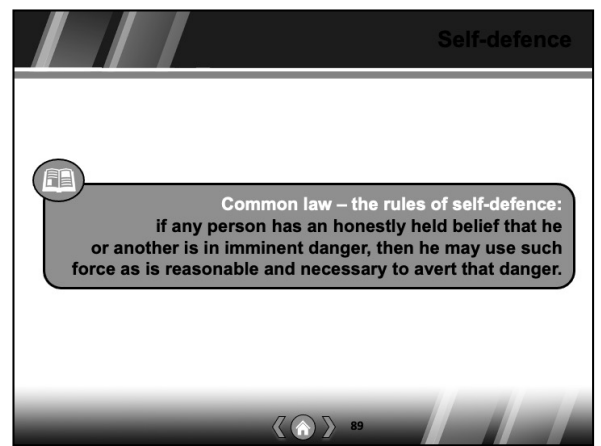 Self-defence
Common law – the rules of self-defence:
if any person has an honestly held belief that he
or another is in imminent danger, then he may use such
force as is reasonable and necessary to avert that danger.
89